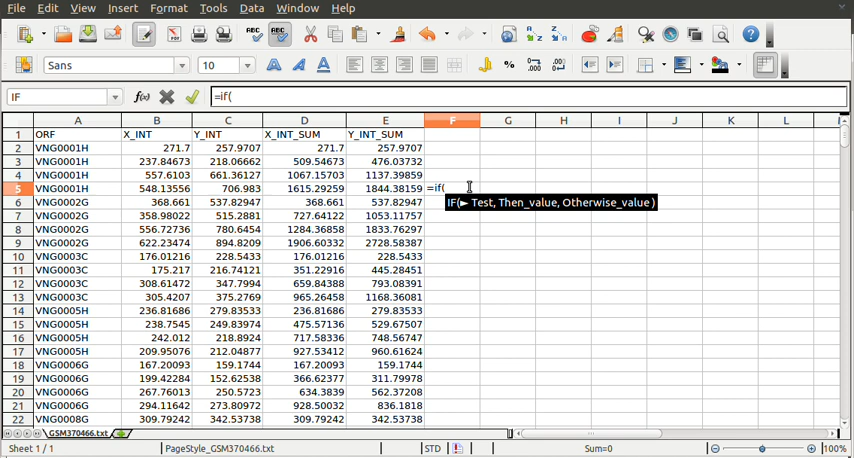 File Edit View Insert Format Tools Data Window Help
Sans 10
IF =if(
A B C D E F G H I J K L
1 ORF X_INT Y_INT X_INT_SUM Y_INT_SUM
2 VNG0001H 271.7 257.9707 271.7 257.9707
3 VNG0001H 237.84673 218.06662 509.54673 476.03732
4 VNG0001H 557.6103 661.36127 1067.15703 1137.39859
5 VNG0001H 548.13556 706.983 1615.29259 1844.38159 =if(
IF(► Test, Then_value, Otherwise_value )
6 VNG0002G 368.661 537.82947 368.661 537.82947
7 VNG0002G 358.98022 515.2881 727.64122 1053.11757
8 VNG0002G 556.72736 780.6454 1284.36858 1833.76297
9 VNG0002G 622.23474 894.8209 1906.60332 2728.58387
10 VNG0003C 176.01216 228.5433 176.01216 228.5433
11 VNG0003C 175.217 216.74121 351.22916 445.28451
12 VNG0003C 308.61472 347.7994 659.84388 793.08391
13 VNG0003C 305.4207 375.2769 965.26458 1168.36081
14 VNG0005H 236.81686 279.83533 236.81686 279.83533
15 VNG0005H 238.7545 249.83974 475.57136 529.67507
16 VNG0005H 242.012 218.8924 717.58336 748.56747
17 VNG0005H 209.95076 212.04877 927.53412 960.61624
18 VNG0006G 167.20093 159.1744 167.20093 159.1744
19 VNG0006G 199.42284 152.62538 366.62377 311.79978
20 VNG0006G 267.76013 250.5723 634.3839 562.37208
21 VNG0006G 294.11642 273.80972 928.50032 836.1818
22 VNG0008G 309.79242 342.53738 309.79242 342.53738
GSM370466.txt
Sheet 1 / 1 PageStyle_GSM370466.txt STD Sum=0 100%